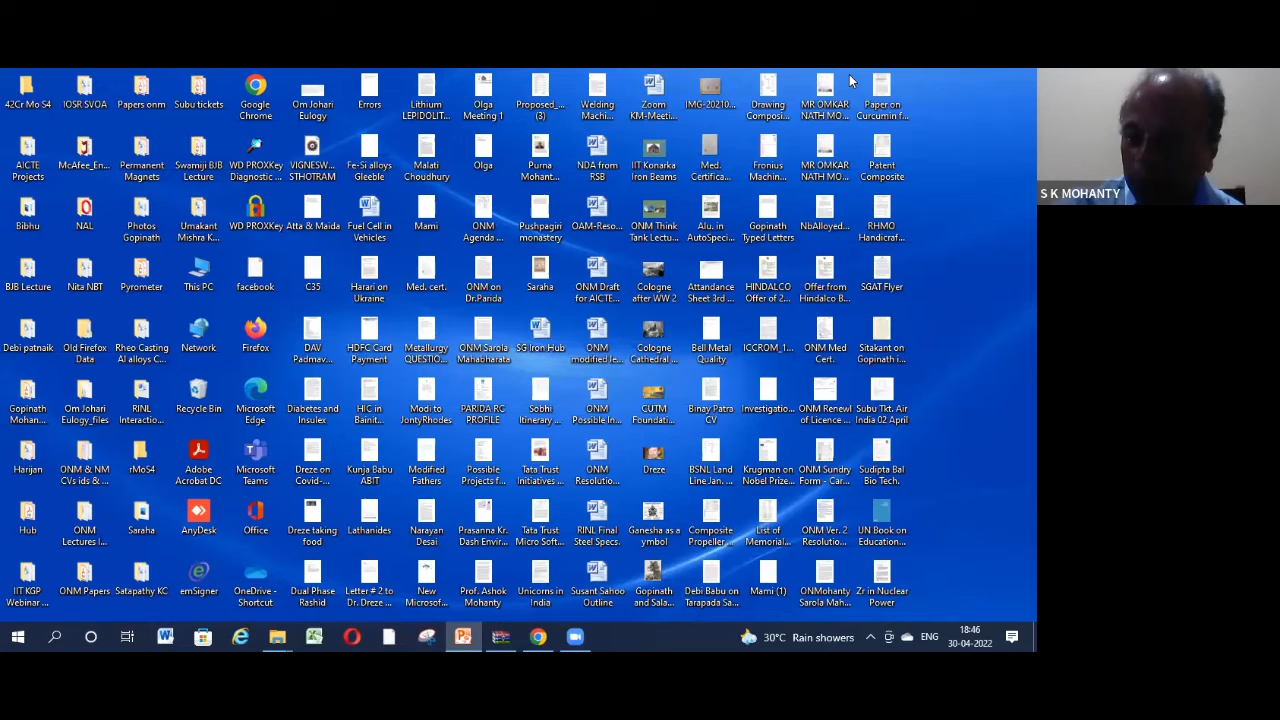 42Cr Mo S4
IOSR SVOA
Papers onm
Subu tickets
Google
Chrome
Om Johari
Eulogy
Errors
Lithium
LEPIDOLIT...
Olga
Meeting 1
Proposed_...
(3)
Welding
Machi...
Zoom
KM-Meeti...
IMG-20210...
Drawing
Composi...
MR OMKAR
NATH MO...
Paper on
Curcumin f...
S K MOHANTY
AICTE
Projects
McAfee_En...
Permanent
Magnets
Swamiji BJB
Lecture
WD PROXKey
Diagnostic ...
VIGNESW...
STHOTRAM
Fe-Si alloys
Gleeble
Malati
Choudhury
Olga
Purna
Mohant...
NDA from
RSB
IIT Konarka
Iron Beams
Med.
Certifica...
Fronius
Machin...
MR OMKAR
NATH MO...
Patent
Composite
Bibhu
NAL
Photos
Gopinath
Umakant
Mishra K...
WD PROXKey
Atta & Maida
Fuel Cell in
Vehicles
Mami
ONM
Agenda ...
Pushpagiri
monastery
OAM-Reso...
ONM Think
Tank Lectu...
Alu. in
AutoSpeci...
Gopinath
Typed Letters
NbAlloyed...
RHMO
Handicraf...
BJB Lecture
Nita NBT
Pyrometer
This PC
facebook
C35
Harari on
Ukraine
Med. cert.
ONM on
Dr.Parida
Saraha
ONM Draft
for AICTE...
Cologne
after WW 2
Attandance
Sheet 3rd ...
HINDALCO
Offer of 2...
Offer from
Hindalco B...
SGAT Flyer
Debi patnaik
Old Firefox
Data
Rheo Casting
Al alloys C...
Network
Firefox
DAV
Padmav...
HDFC Card
Payment
Metallurgy
QUESTIO...
ONM Sarola
Mahabharata
SG Iron Hub
ONM
modified le...
Cologne
Cathedral ...
Bell Metal
Quality
ICCROM_1...
ONM Med
Cert.
Sitakant on
Gopinath i...
Gopinath
Mohan...
Om Johari
Eulogy_files
RINL
Interactio...
Recycle Bin
Microsoft
Edge
Diabetes and
Insulex
HIC in
Bainit...
Modi to
JontyRhodes
PARIDA RC
PROFILE
Sobhi
Itinerary ...
ONM
Possible In...
CUTM
Foundati...
Binay Patra
CV
Investigatio...
ONM Renewl
of Licence ...
Subu Tkt. Air
India 02 April
Harijan
ONM & NM
CVs ids & ...
rMoS4
Adobe
Acrobat DC
Microsoft
Teams
Dreze on
Covid-...
Kunja Babu
ABIT
Modified
Fathers
Possible
Projects f...
Tata Trust
Initiatives ...
ONM
Resolutio...
Dreze
BSNL Land
Line Jan. ...
Krugman on
Nobel Prize...
ONM Sundry
Form - Car...
Sudipta Bal
Bio Tech.
Hub
ONM
Lectures I...
Saraha
AnyDesk
Office
Dreze taking
food
Lathanides
Narayan
Desai
Prasanna Kr.
Dash Envir...
Tata Trust
Micro Soft...
RINL Final
Steel Specs.
Ganesha as a
ymbol
Composite
Propeller ...
List of
Memorial...
ONM Ver. 2
Resolutio...
UN Book on
Education...
IIT KGP
Webinar ...
ONM Papers
Satapathy KC
emSigner
OneDrive -
Shortcut
Dual Phase
Rashid
Letter # 2 to
Dr. Dreze ...
New
Microsof...
Prof. Ashok
Mohanty
Unicorns in
India
Susant Sahoo
Outline
Gopinath
and Sala...
Debi Babu on
Tarapada Sa...
Mami (1)
ONMohanty
Sarola Mah...
Zr in Nuclear
Power
30°C Rain showers
ENG
18:46
30-04-2022